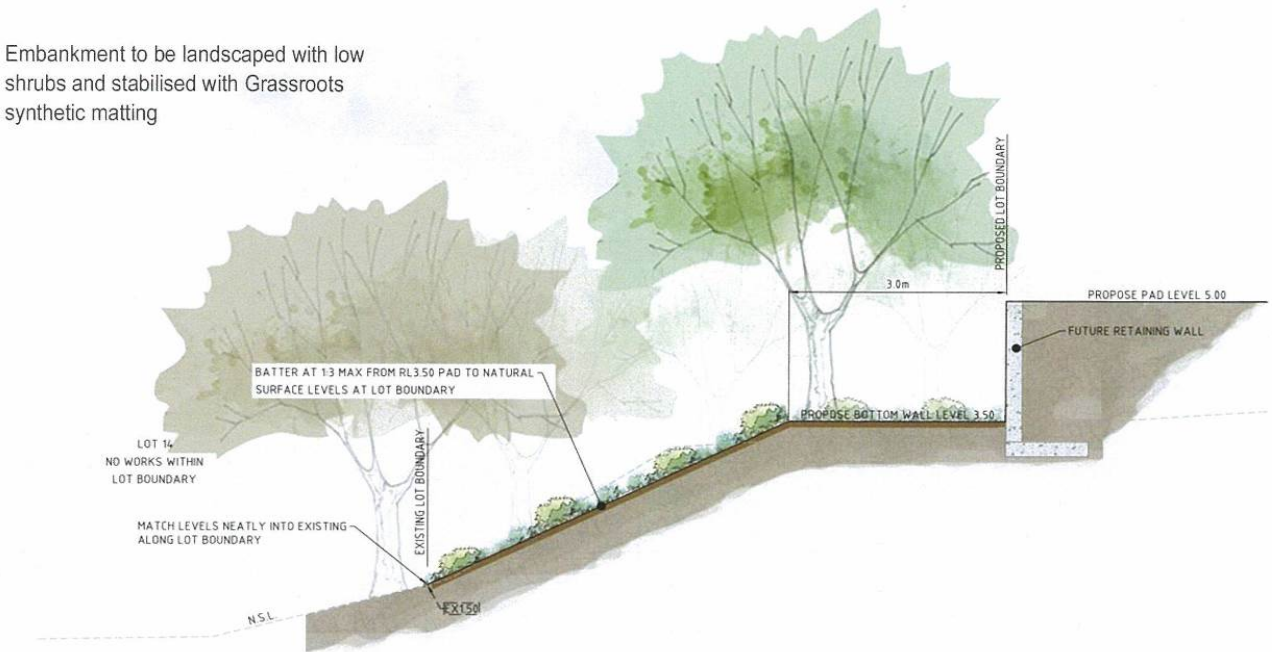 Embankment to be landscaped with low
shrubs and stabilised with Grassroots
synthetic matting
PROPOSED LOT BOUNDARY
3.0m
PROPOSE PAD LEVEL 5.00
FUTURE RETAINING WALL
BATTER AT 1:3 MAX FROM RL3.50 PAD TO NATURAL
SURFACE LEVELS AT LOT BOUNDARY
PROPOSE BOTTOM WALL LEVEL 3.50
LOT 14
NO WORKS WITHIN
LOT BOUNDARY
EXISTING LOT BOUNDARY
MATCH LEVELS NEATLY INTO EXISTING
ALONG LOT BOUNDARY
N.S.L.